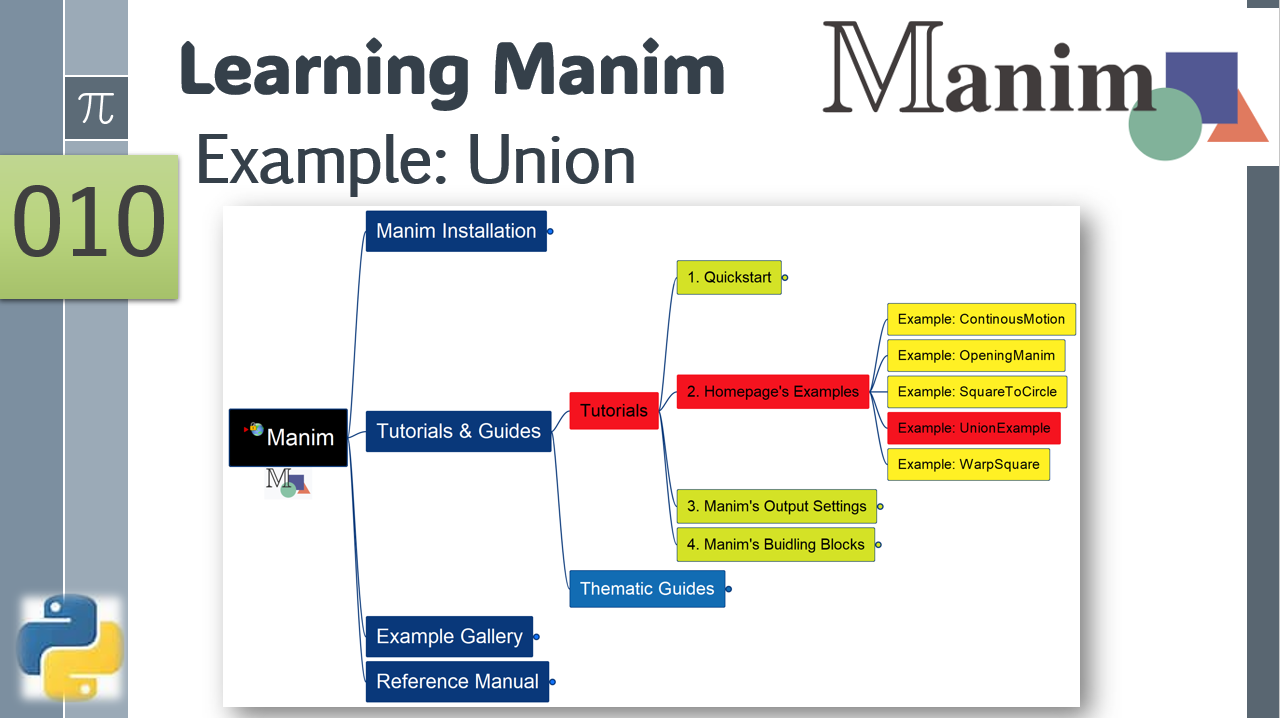 Learning Manim
Manim
π
Example: Union
010
Manim Installation
1. Quickstart
Example: ContinousMotion
Example: OpeningManim
2. Homepage's Examples
Example: SquareToCircle
Tutorials
Example: UnionExample
Manim
Tutorials & Guides
Example: WarpSquare
M
3. Manim's Output Settings
4. Manim's Buidling Blocks
Thematic Guides
Example Gallery
Reference Manual